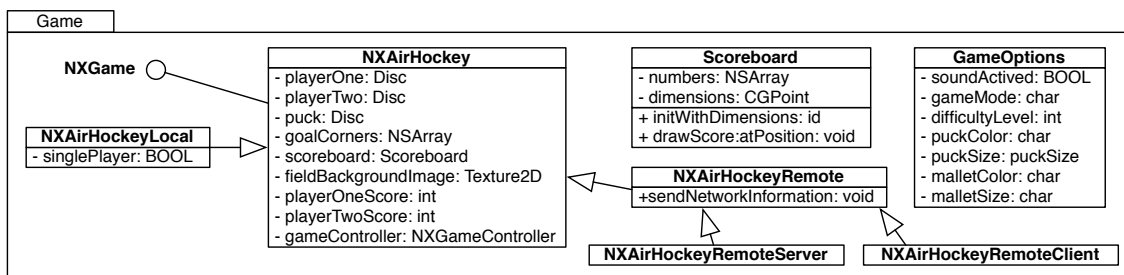 Game
NXGame
NXAirHockey
- playerOne: Disc
- playerTwo: Disc
- puck: Disc
- goalCorners: NSArray
- scoreboard: Scoreboard
- fieldBackgroundImage: Texture2D
- playerOneScore: int
- playerTwoScore: int
- gameController: NXGameController
NXAirHockeyLocal
- singlePlayer: BOOL
Scoreboard
- numbers: NSArray
- dimensions: CGPoint
+ initWithDimensions: id
+ drawScore:atPosition: void
NXAirHockeyRemote
+sendNetworkInformation: void
NXAirHockeyRemoteServer
NXAirHockeyRemoteClient
GameOptions
- soundActived: BOOL
- gameMode: char
- difficultyLevel: int
- puckColor: char
- puckSize: puckSize
- malletColor: char
- malletSize: char